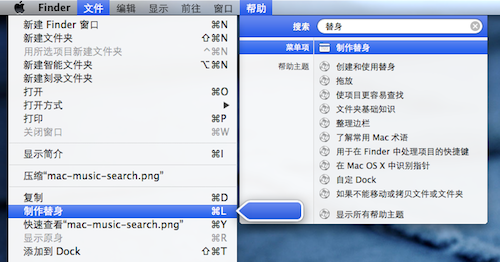 Finder 文件 编辑 显示 前往 窗口 帮助
新建 Finder 窗口 ⌘N
新建文件夹 ⇧⌘N
用所选项目新建文件夹 ^⌘N
新建智能文件夹 ⌥⌘N
新建刻录文件夹
打开 ⌘O
打开方式 ▶
打印 ⌘P
关闭窗口 ⌘W
显示简介 ⌘I
压缩“mac-music-search.png”
复制 ⌘D
制作替身 ⌘L
快速查看“mac-music-search.png” ⌘Y
显示原身 ⌘R
添加到 Dock ⇧⌘T
搜索 替身
菜单项 制作替身
帮助主题 创建和使用替身
拖放
使项目更容易查找
文件夹基础知识
整理边栏
了解常用 Mac 术语
用于在 Finder 中处理项目的快捷键
在 Mac OS X 中识别指针
自定 Dock
如果不能移动或拷贝文件或文件夹
显示所有帮助主题